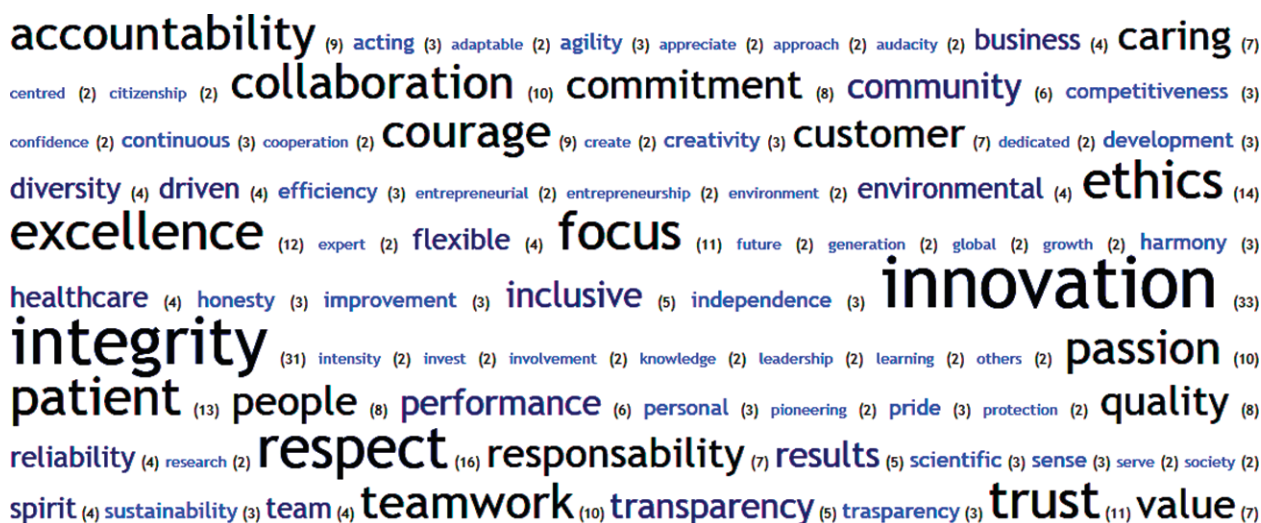 accountability (9) acting (3) adaptable (2) agility (3) appreciate (2) approach (2) audacity (2) business (4) caring (7)
centred (2) citizenship (2) collaboration (10) commitment (8) community (6) competitiveness (3)
confidence (2) continuous (3) cooperation (2) courage (9) create (2) creativity (3) customer (7) dedicated (2) development (3)
diversity (4) driven (4) efficiency (3) entrepreneurial (2) entrepreneurship (2) environment (2) environmental (4) ethics (14)
excellence (12) expert (2) flexible (4) focus (11) future (2) generation (2) global (2) growth (2) harmony (3)
healthcare (4) honesty (3) improvement (3) inclusive (5) independence (3) innovation (33)
integrity (31) intensity (2) invest (2) involvement (2) knowledge (2) leadership (2) learning (2) others (2) passion (10)
patient (13) people (8) performance (6) personal (3) pioneering (2) pride (3) protection (2) quality (8)
reliability (4) research (2) respect (16) responsability (7) results (5) scientific (3) sense (3) serve (2) society (2)
spirit (4) sustainability (3) team (4) teamwork (10) transparency (5) trasparency (3) trust (11) value (7)